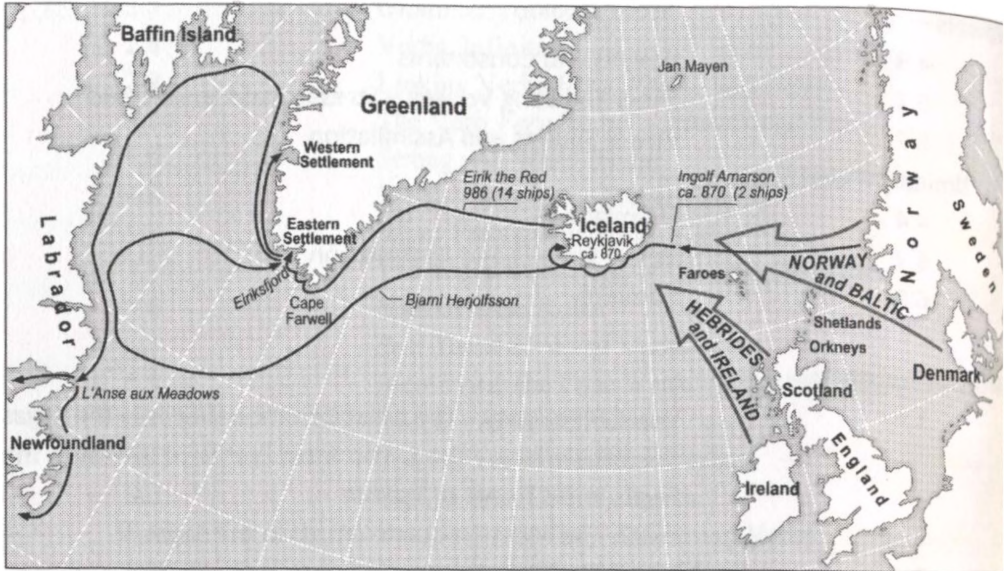 Baffin Island
Jan Mayen
Greenland
Norway
Sweden
Western
Settlement
Eirik the Red
986 (14 ships)
Ingolf Arnarson
ca. 870 (2 ships)
Labrador
Eastern
Settlement
Iceland
Reykjavik
ca. 870
NORWAY
and BALTIC
Faroes
Eiriksfjord
Cape
Farwell
Bjarni Herjolfsson
HEBRIDES
and IRELAND
Shetlands
Orkneys
Denmark
L'Anse aux Meadows
Scotland
Newfoundland
England
Ireland